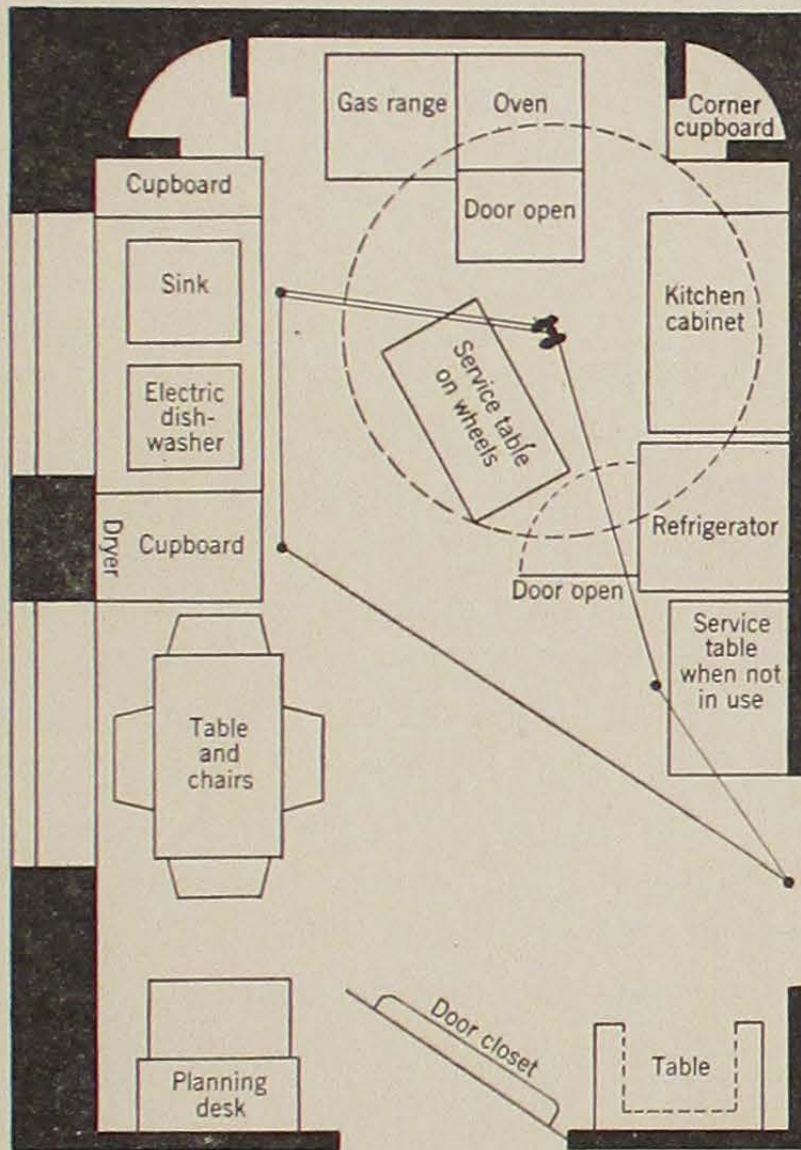 Gas range
Oven
Corner
cupboard
Cupboard
Door open
Sink
Kitchen
cabinet
Service table
on wheels
Electric
dish-
washer
Dryer
Cupboard
Refrigerator
Door open
Service
table
when not
in use
Table
and
chairs
Door closet
Planning
desk
Table